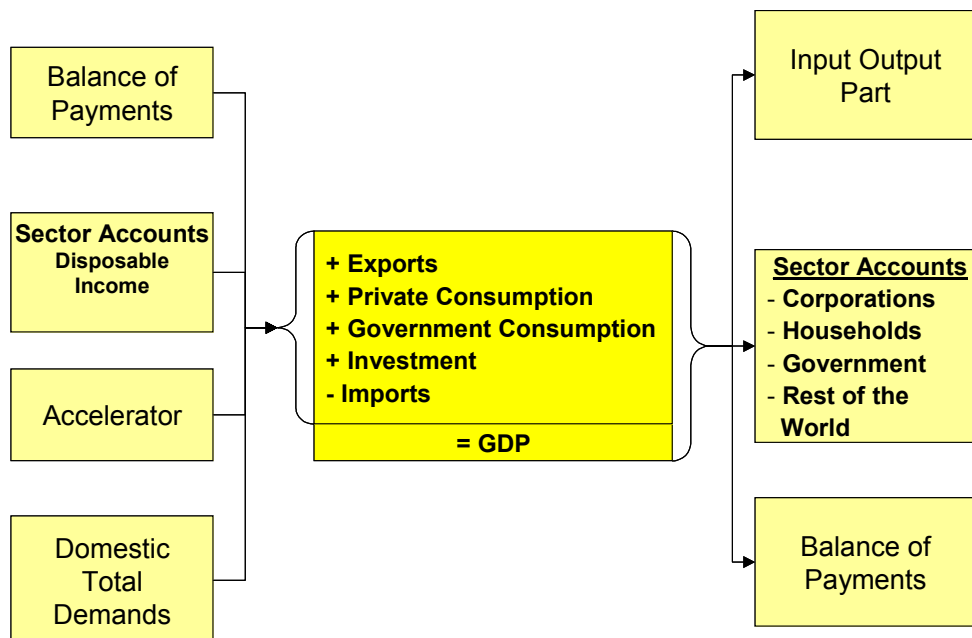 Balance of
Payments
Sector Accounts
Disposable
Income
Accelerator
Domestic
Total
Demands
+ Exports
+ Private Consumption
+ Government Consumption
+ Investment
- Imports
= GDP
Input Output
Part
Sector Accounts
- Corporations
- Households
- Government
- Rest of the
World
Balance of
Payments